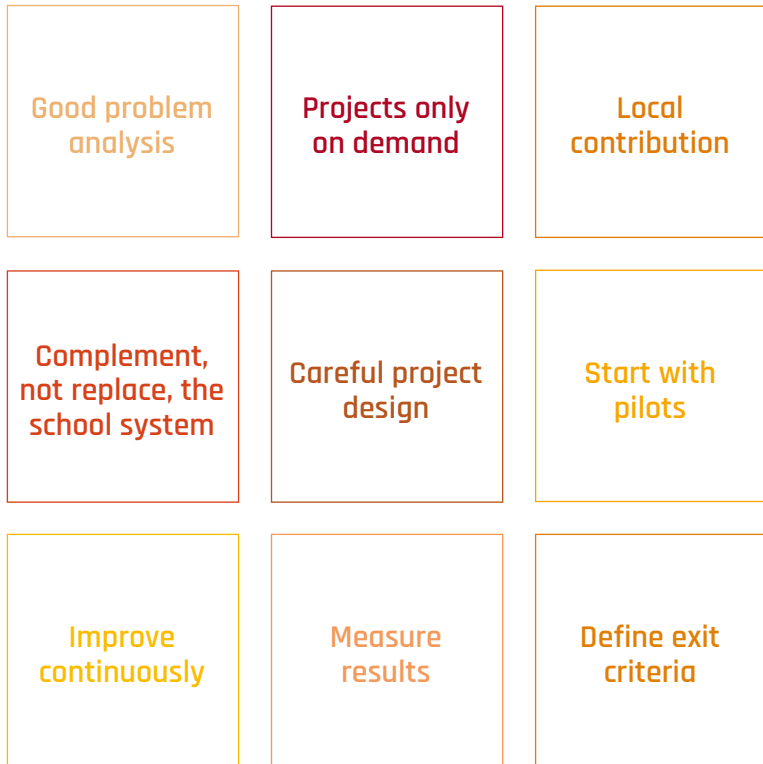 Good problem
analysis
Projects only
on demand
Local
contribution
Complement,
not replace, the
school system
Careful project
design
Start with
pilots
Improve
continuously
Measure
results
Define exit
criteria